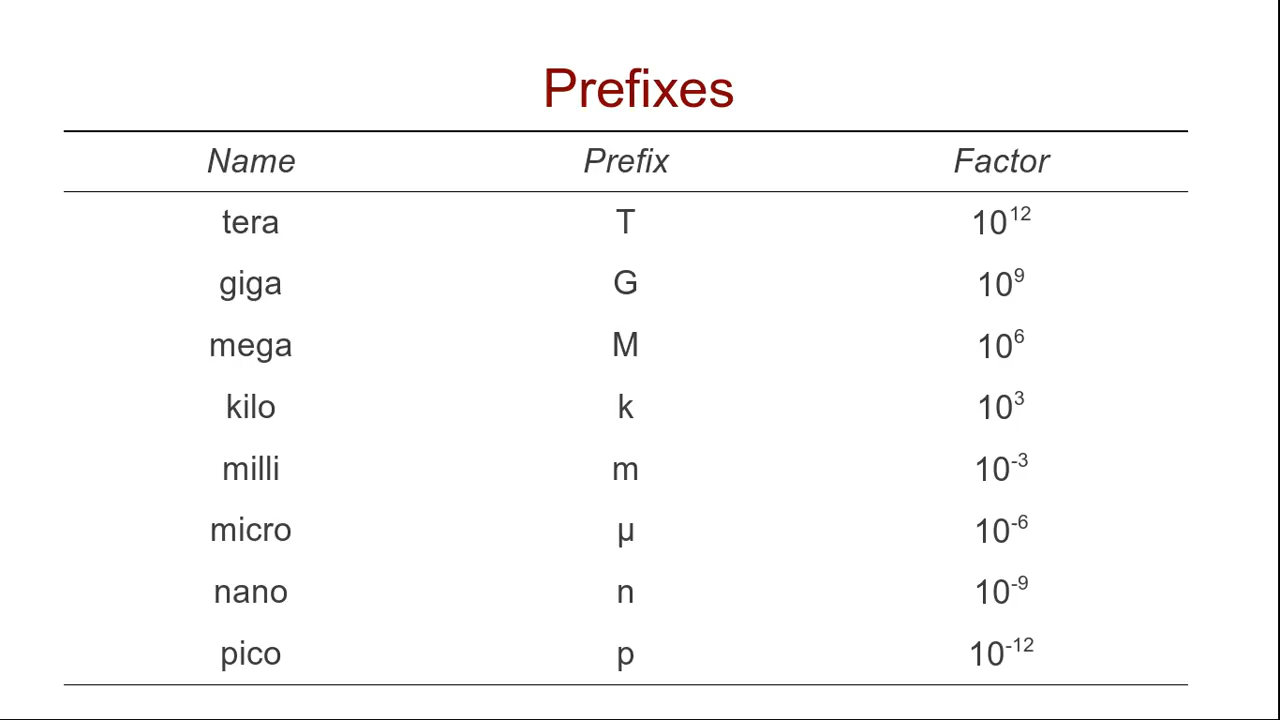 Prefixes
Name Prefix Factor
tera T 10¹²
giga G 10⁹
mega M 10⁶
kilo k 10³
milli m 10⁻³
micro µ 10⁻⁶
nano n 10⁻⁹
pico p 10⁻¹²